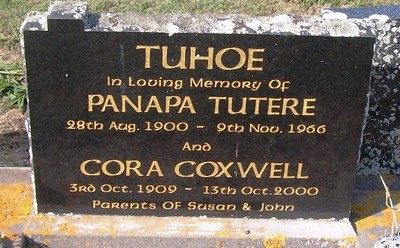 TUHOE
In Loving Memory Of
PANAPA TUTERE
28th Aug. 1900 - 9th Nov. 1966
And
CORA COXWELL
3rd Oct. 1909 - 13th Oct. 2000
Parents Of Susan & John